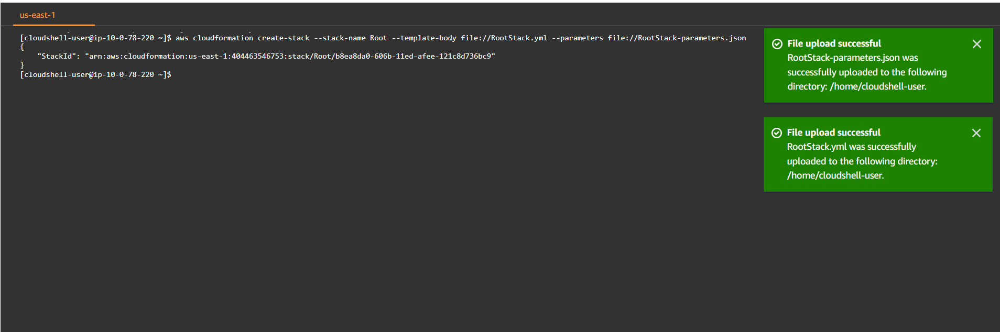 us-east-1
[cloudshell-user@ip-10-0-78-220 ~]$ aws cloudformation create-stack --stack-name Root --template-body file://RootStack.yml --parameters file://RootStack-parameters.json
{
    "StackId": "arn:aws:cloudformation:us-east-1:404463546753:stack/Root/b8ea8da0-606b-11ed-afee-121c8d736bc9"
}
[cloudshell-user@ip-10-0-78-220 ~]$
File upload successful
RootStack-parameters.json was
successfully uploaded to the following
directory: /home/cloudshell-user.
File upload successful
RootStack.yml was successfully
uploaded to the following directory:
/home/cloudshell-user.